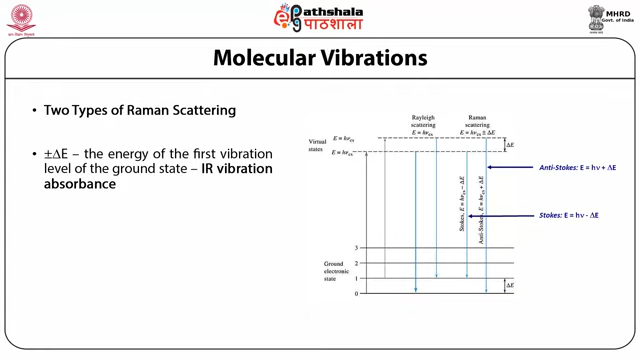 ePathshala
पाठशाला
MHRD
Govt. of India
Molecular Vibrations
• Two Types of Raman Scattering
• ±ΔE – the energy of the first vibration
level of the ground state – IR vibration
absorbance
Rayleigh
scattering
E = hνex
Raman
scattering
E = hνex ± ΔE
Virtual
states
E = hνex
E = hνex
ΔE
Stokes, E = hνex − ΔE
Anti-Stokes, E = hνex + ΔE
Anti-Stokes: E = hν + ΔE
Stokes: E = hν - ΔE
Ground
electronic
state
3
2
1
0
ΔE